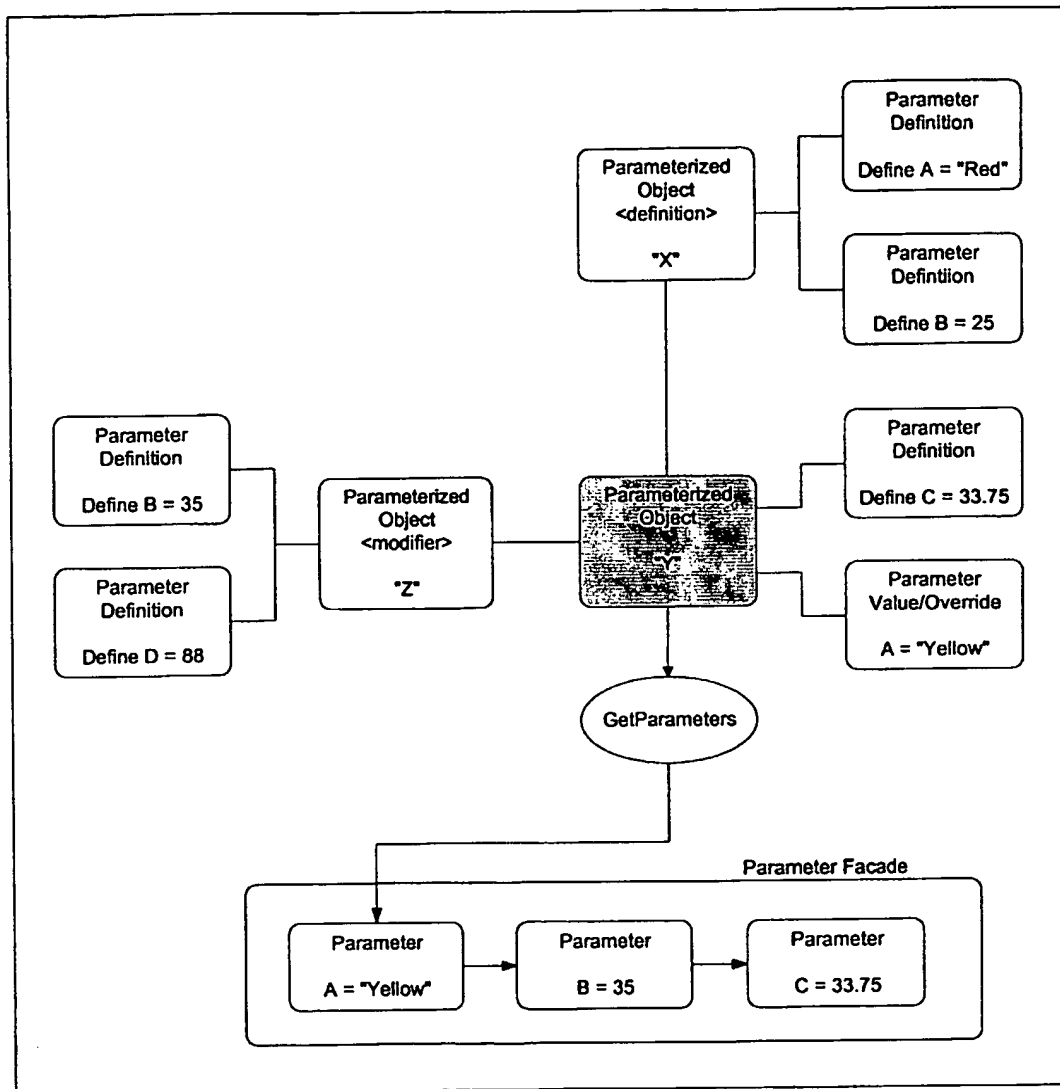 Parameter
Definition
Define A = "Red"
Parameterized
Object
<definition>
"X"
Parameter
Defintiion
Define B = 25
Parameter
Definition
Define B = 35
Parameterized
Object
<modifier>
"Z"
Parameter
Definition
Define D = 88
Parameterized
Object
"Y"
Parameter
Definition
Define C = 33.75
Parameter
Value/Override
A = "Yellow"
GetParameters
Parameter Facade
Parameter
A = "Yellow"
Parameter
B = 35
Parameter
C = 33.75